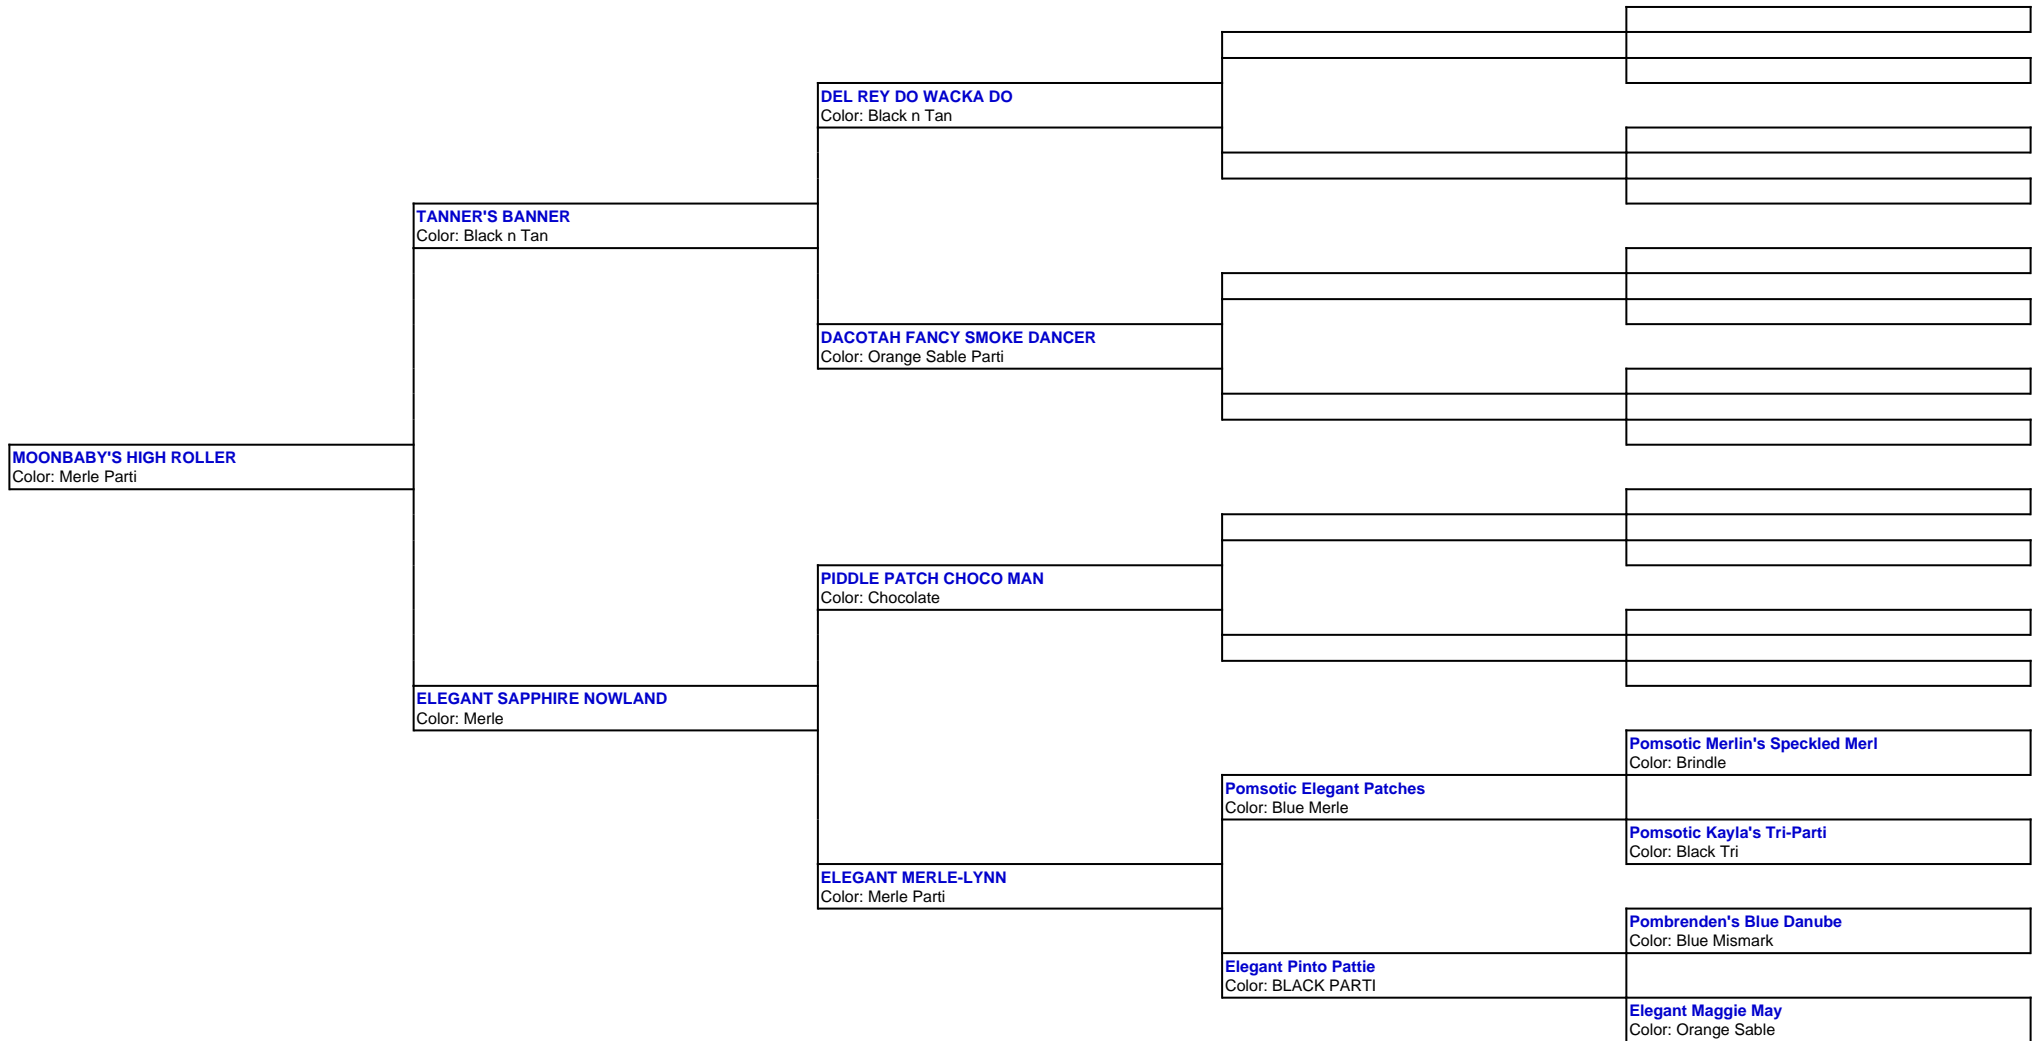 DEL REY DO WACKA DO
Color: Black n Tan
TANNER'S BANNER
Color: Black n Tan
DACOTAH FANCY SMOKE DANCER
Color: Orange Sable Parti
MOONBABY'S HIGH ROLLER
Color: Merle Parti
PIDDLE PATCH CHOCO MAN
Color: Chocolate
ELEGANT SAPPHIRE NOWLAND
Color: Merle
Pomsotic Merlin's Speckled Merl
Color: Brindle
Pomsotic Elegant Patches
Color: Blue Merle
Pomsotic Kayla's Tri-Parti
Color: Black Tri
ELEGANT MERLE-LYNN
Color: Merle Parti
Pombrenden's Blue Danube
Color: Blue Mismark
Elegant Pinto Pattie
Color: BLACK PARTI
Elegant Maggie May
Color: Orange Sable